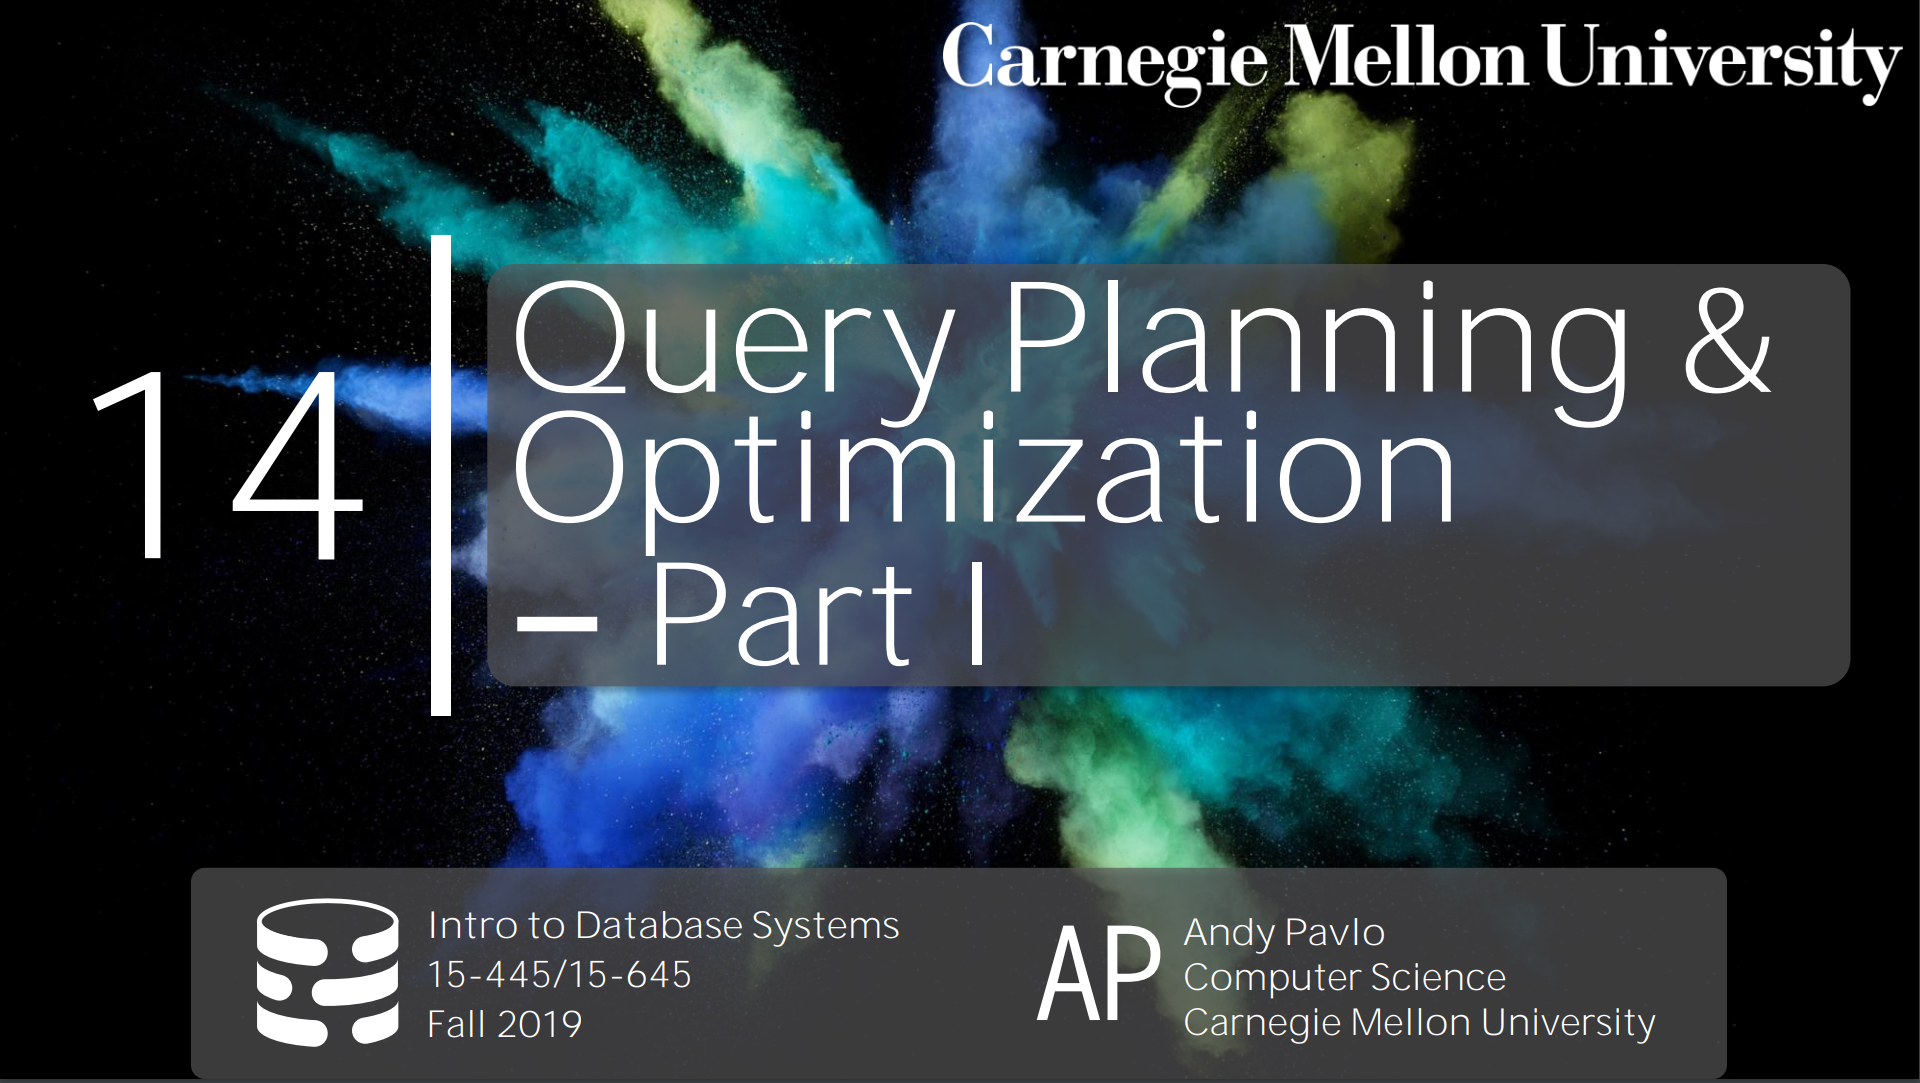 Carnegie Mellon University
14
Query Planning &
Optimization
– Part I
Intro to Database Systems
15-445/15-645
Fall 2019
AP
Andy Pavlo
Computer Science
Carnegie Mellon University